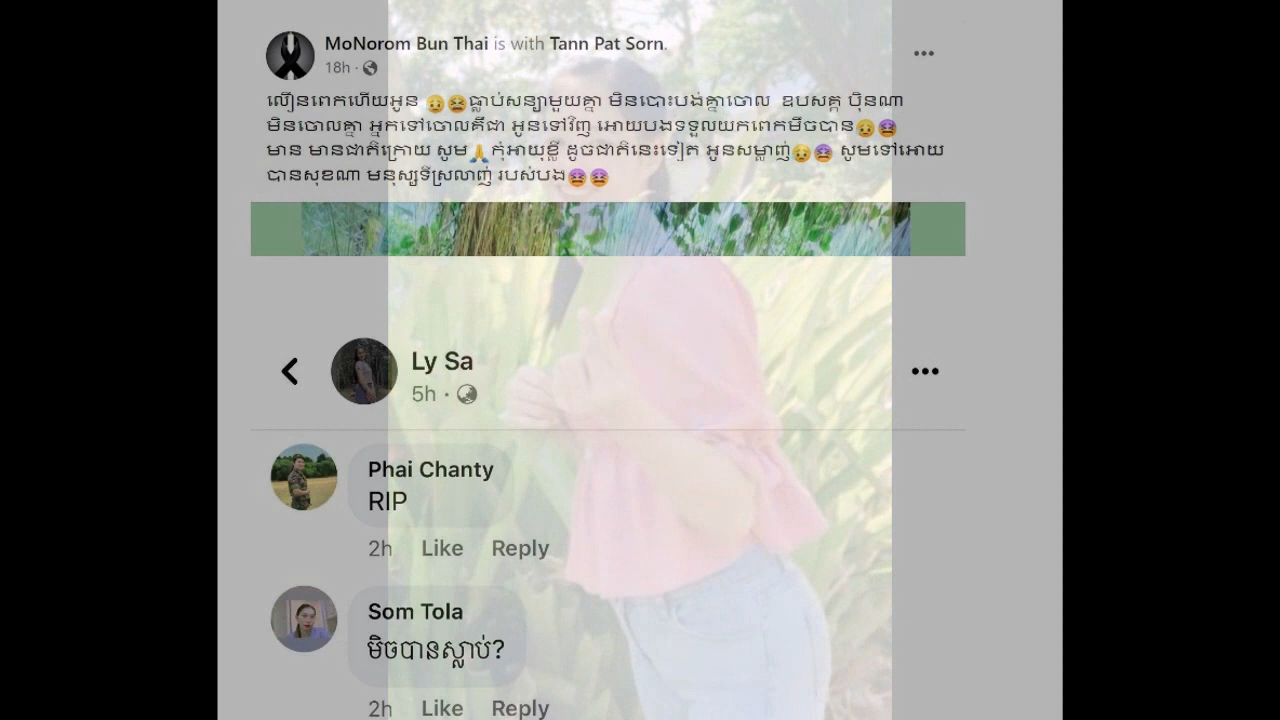 MoNorom Bun Thai is with Tann Pat Sorn.
18h ·
លឿនពេកហើយអូន 😥😫ធ្លាប់សន្យាមួយគ្នា មិនបោះបង់គ្នាចោល ឧបសគ្គ ប៉ិនណា
មិនចោលគ្នា អ្នកទៅចោលគឺជា អូនទៅវិញ អោយបងទទួលយកពេកមិចបាន😥😫
មាន មានជាតិក្រោយ សូម🙏កុំអាយុខ្លី ដូចជាតិនេះទៀត អូនសម្លាញ់😥😫 សូមទៅអោយ
បានសុខណា មនុស្សទីស្រលាញ់ របស់បង😫😫
Ly Sa
5h ·
Phai Chanty
RIP
2h Like Reply
Som Tola
មិចបានស្លាប់?
2h Like Reply